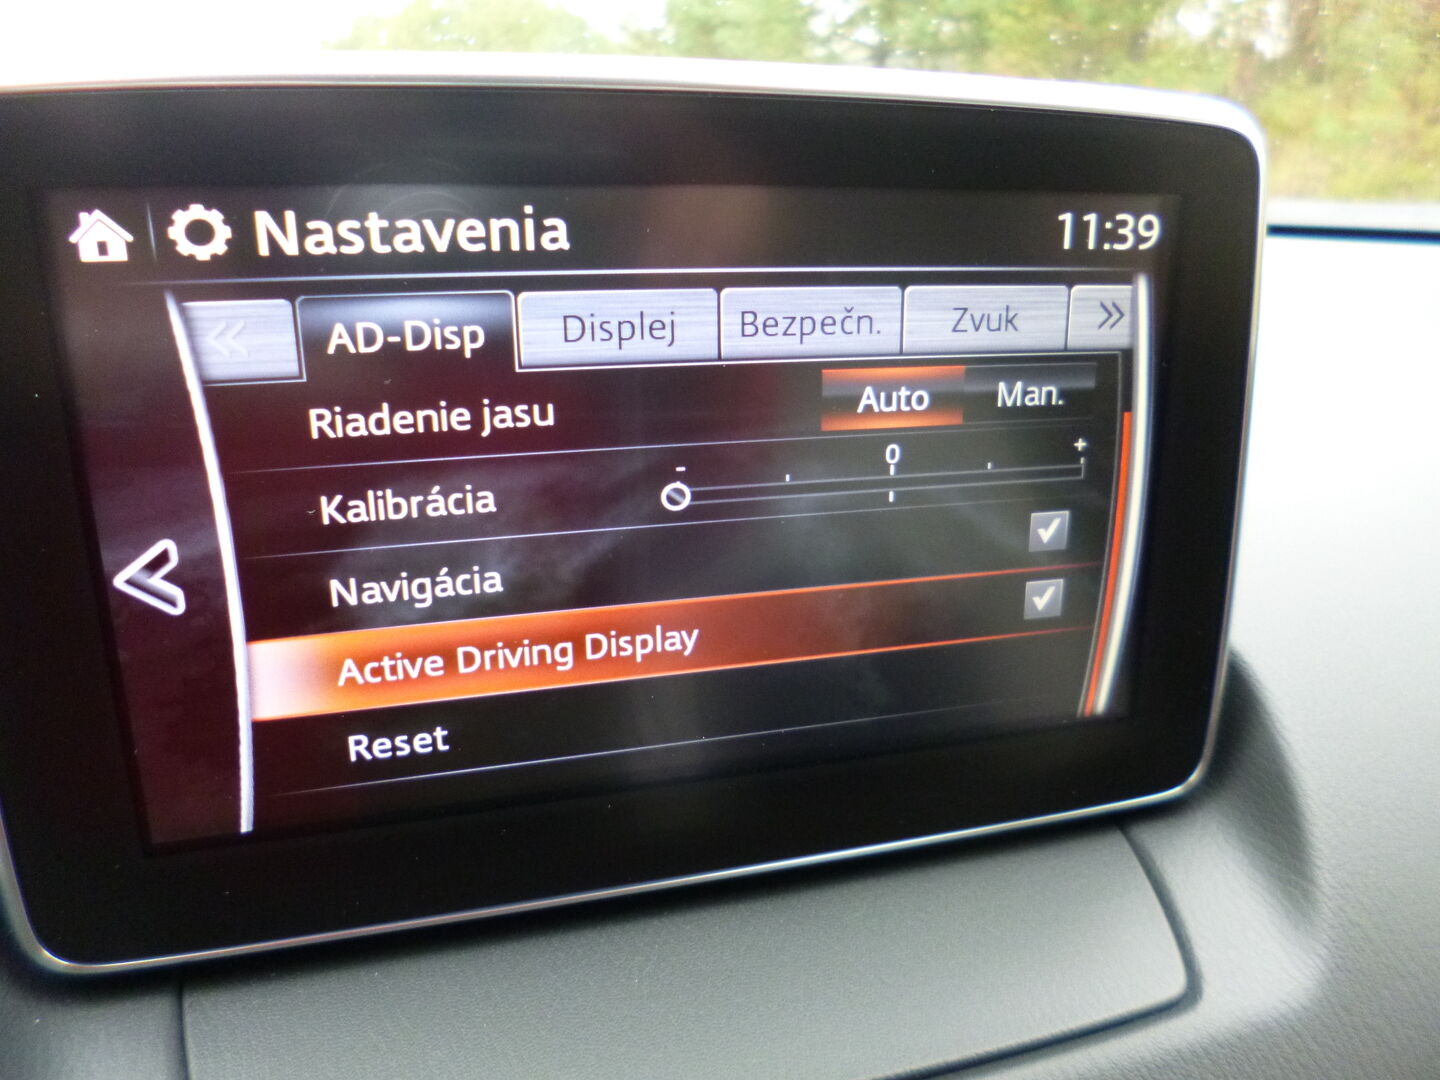 Nastavenia 11:39
« AD-Disp Displej Bezpečn. Zvuk »
Riadenie jasu Auto Man.
- 0 +
Kalibrácia
Navigácia
Active Driving Display
Reset